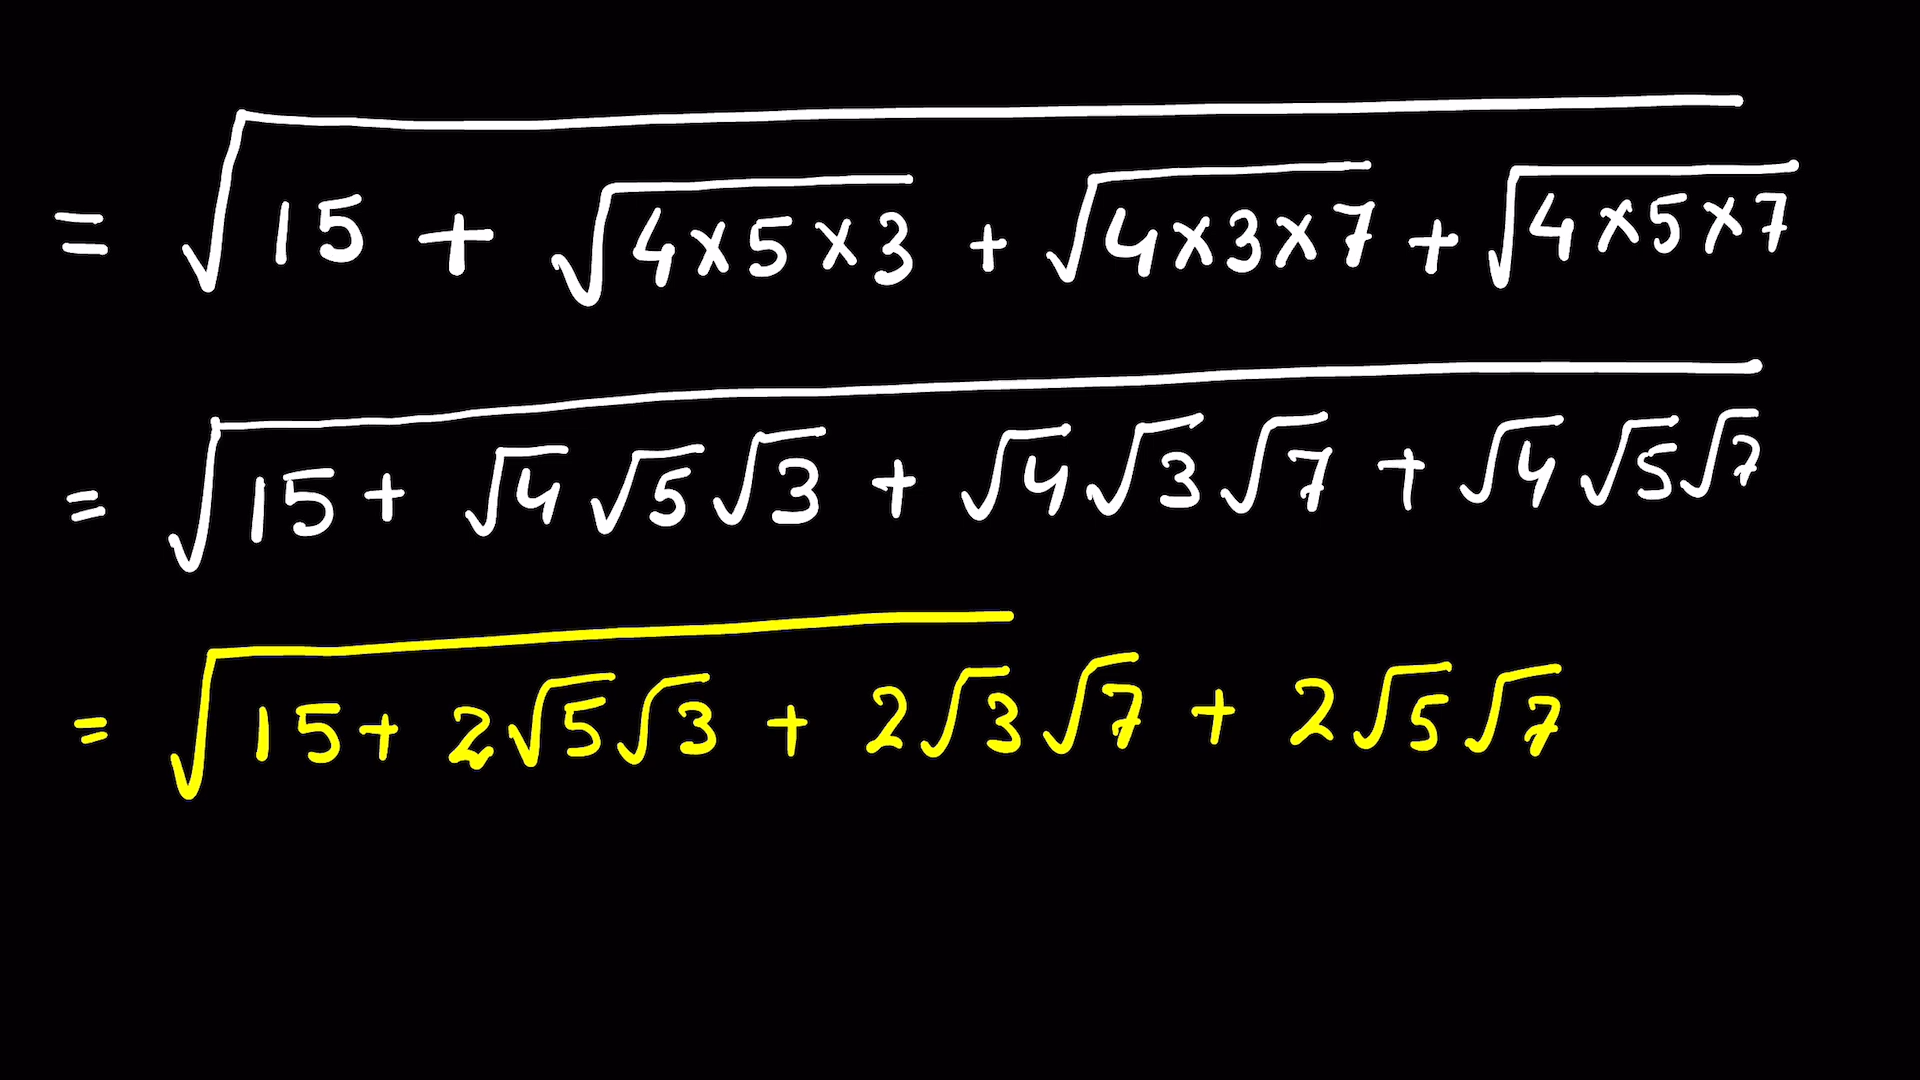 = √(15 + √(4×5×3) + √(4×3×7) + √(4×5×7))
= √(15 + √4 √5 √3 + √4 √3 √7 + √4 √5 √7)
= √(15 + 2√5 √3 + 2√3 √7 + 2√5 √7)